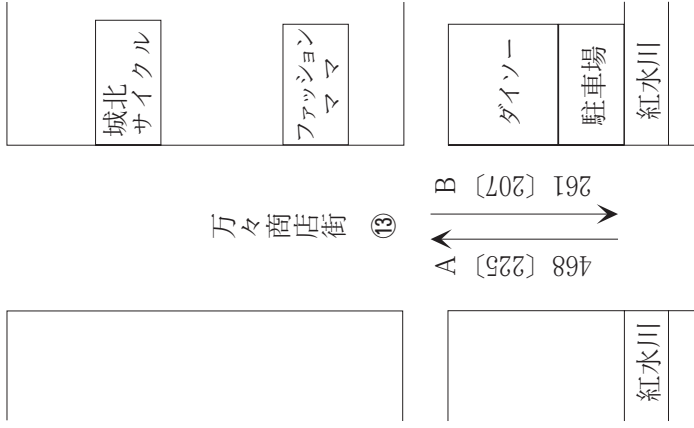 城北
サイクル
ファッション
ママ
ダイソー
駐車場
紅水川
万々商店街 ⑬
B 〔207〕 261
A 〔225〕 468
紅水川